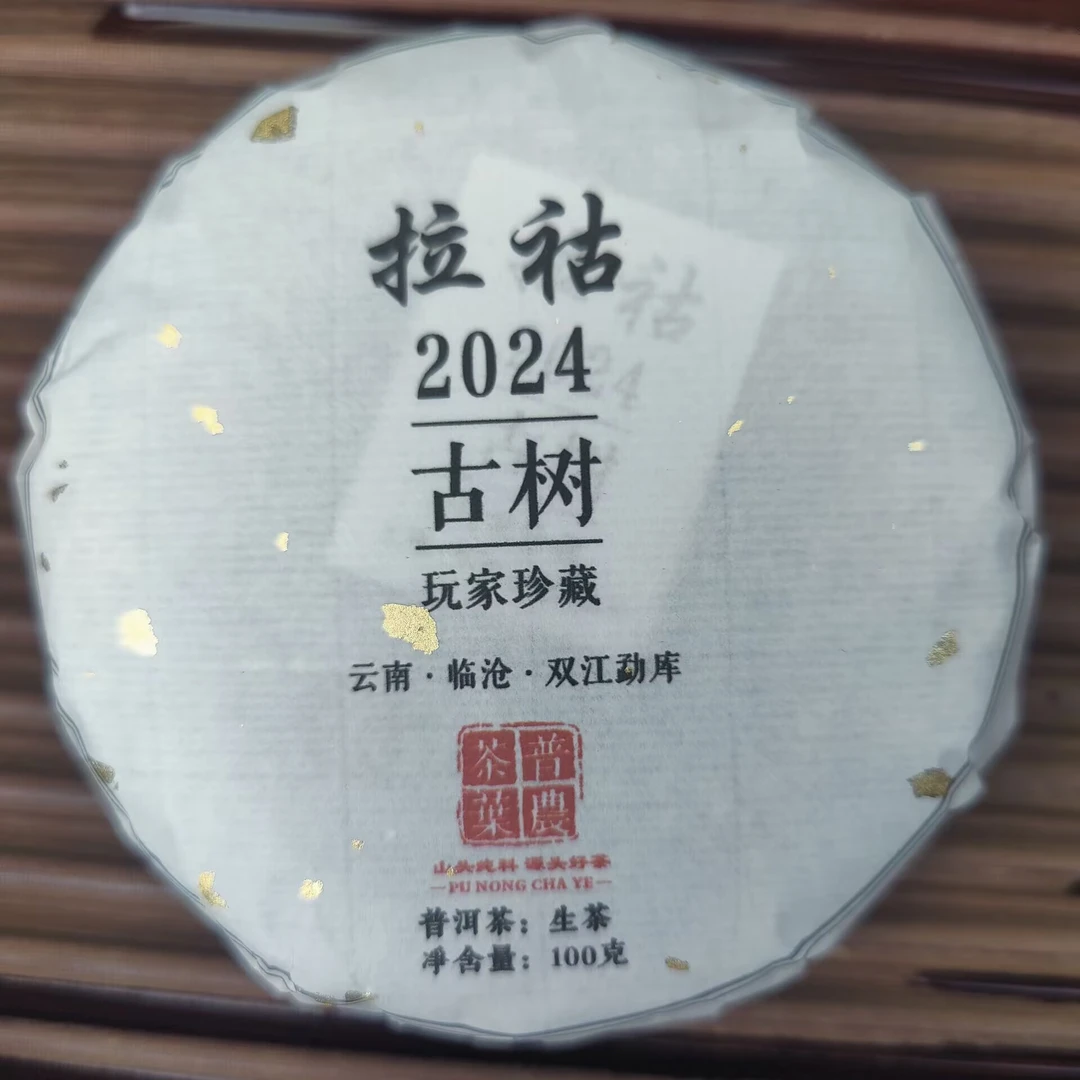 拉祜
2024
古树
玩家珍藏
云南·临沧·双江勐库
普農茶葉
山头纯料 源头好茶
PU NONG CHA YE
普洱茶：生茶
净含量：100克